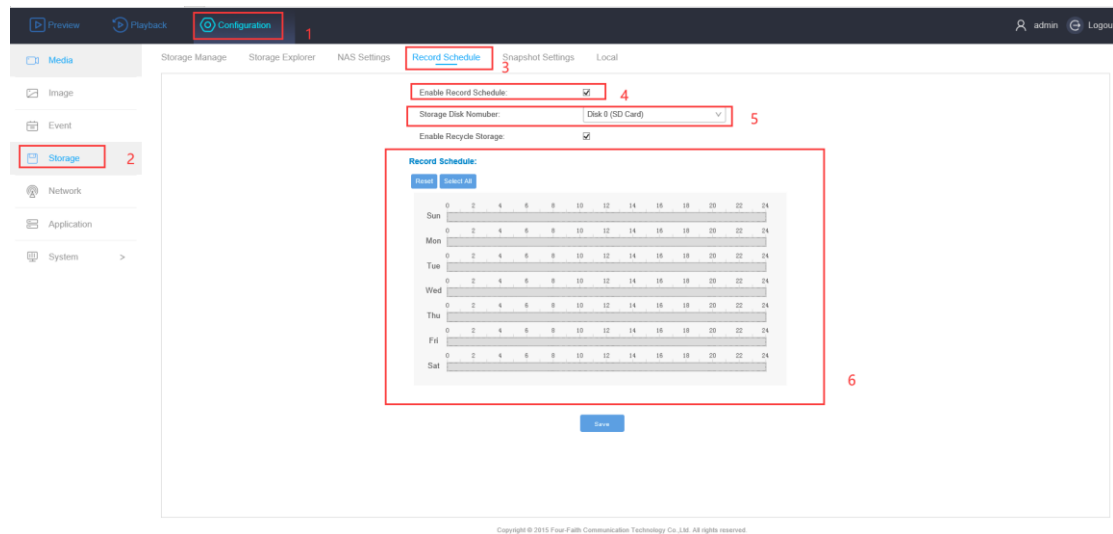 Preview Playback Configuration 1 admin Logou
Media Storage Manage Storage Explorer NAS Settings Record Schedule 3 Snapshot Settings Local
Image Enable Record Schedule: 4
Storage Disk Nomuber: Disk 0 (SD Card) 5
Event Enable Recycle Storage:
Storage 2 Record Schedule:
Reset Select All
Network
0 2 4 6 8 10 12 14 16 18 20 22 24
Sun
Application
0 2 4 6 8 10 12 14 16 18 20 22 24
Mon
System >
0 2 4 6 8 10 12 14 16 18 20 22 24
Tue
0 2 4 6 8 10 12 14 16 18 20 22 24
Wed
0 2 4 6 8 10 12 14 16 18 20 22 24
Thu
0 2 4 6 8 10 12 14 16 18 20 22 24
Fri
0 2 4 6 8 10 12 14 16 18 20 22 24
Sat
6
Save
Copyright © 2015 Four-Faith Communication Technology Co.,Ltd. All rights reserved.